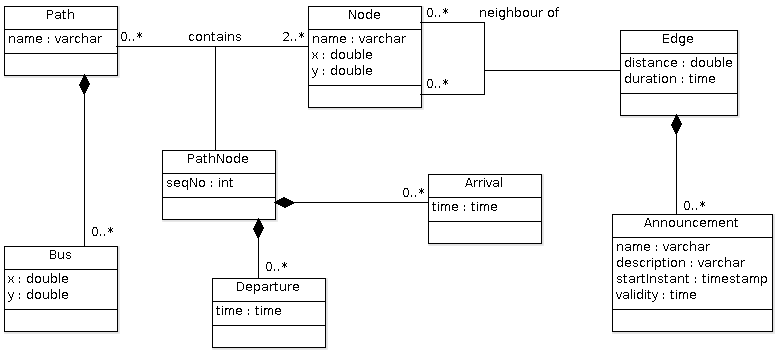 Path
name : varchar
0..*
contains
2..*
Node
name : varchar
x : double
y : double
0..*
neighbour of
0..*
Edge
distance : double
duration : time
PathNode
seqNo : int
0..*
Arrival
time : time
0..*
Bus
x : double
y : double
0..*
Departure
time : time
0..*
Announcement
name : varchar
description : varchar
startInstant : timestamp
validity : time